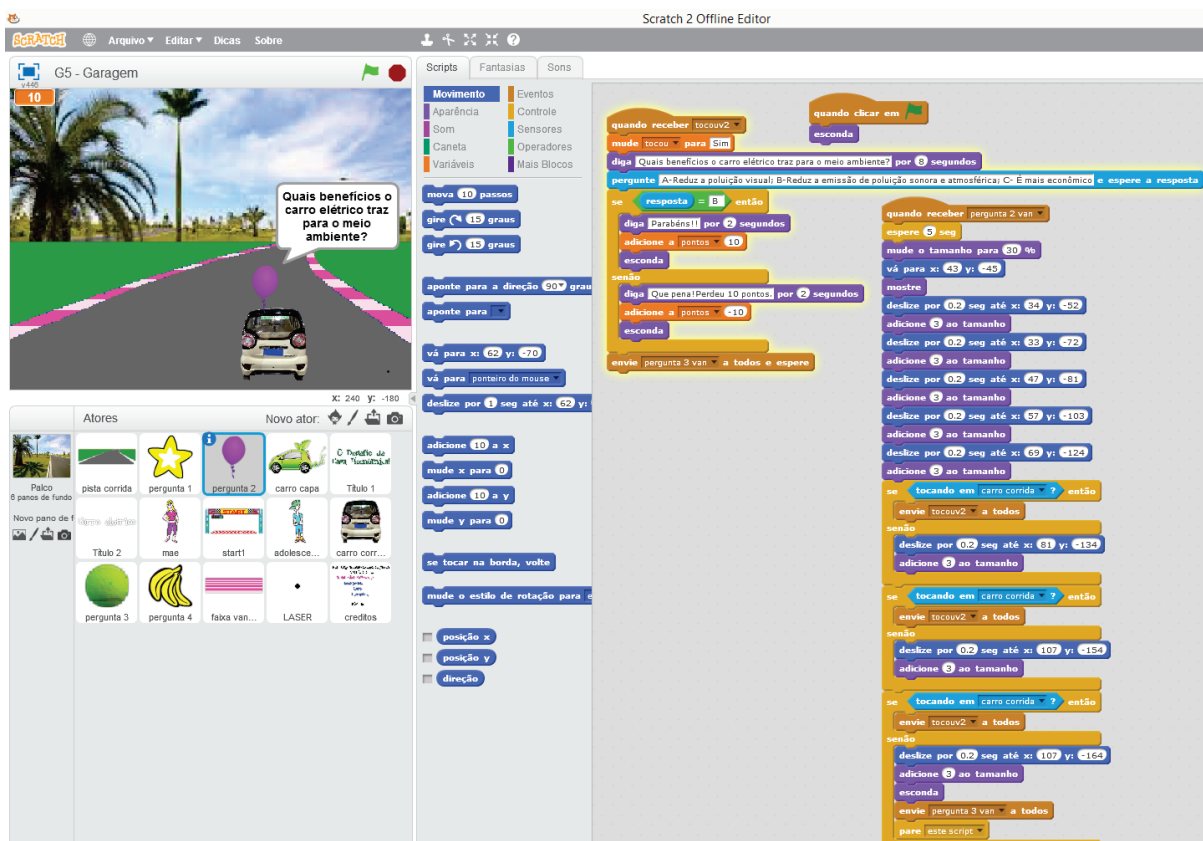 Scratch 2 Offline Editor
SCRATCH Arquivo Editar Dicas Sobre
G5 - Garagem
v446
10
Quais benefícios o
carro elétrico traz
para o meio
ambiente?
x: 240 y: -180
Atores
Novo ator:
Palco
6 panos de fundo
Novo pano de f
pista corrida
pergunta 1
pergunta 2
carro capa
Título 1
Título 2
mae
start1
adolesce...
carro corr...
pergunta 3
pergunta 4
faixa van...
LASER
creditos
START
Scripts
Fantasias
Sons
Movimento
Eventos
Aparência
Controle
Som
Sensores
Caneta
Operadores
Variáveis
Mais Blocos
mova 10 passos
gire 15 graus
gire 15 graus
aponte para a direção 90 grau
aponte para
vá para x: 62 y: -70
vá para ponteiro do mouse
deslize por 1 seg até x: 62 y:
adicione 10 a x
mude x para 0
adicione 10 a y
mude y para 0
se tocar na borda, volte
mude o estilo de rotação para e
posição x
posição y
direção
quando receber tocouv2
mude tocou para Sim
diga Quais benefícios o carro elétrico traz para o meio ambiente? por 8 segundos
pergunte A-Reduz a poluição visual; B-Reduz a emissão de poluição sonora e atmosférica; C- É mais econômico e espere a resposta
se resposta = B então
diga Parabéns!! por 2 segundos
adicione a pontos 10
esconda
senão
diga Que pena!Perdeu 10 pontos. por 2 segundos
adicione a pontos -10
esconda
envie pergunta 3 van a todos e espere
quando clicar em
esconda
quando receber pergunta 2 van
espere 5 seg
mude o tamanho para 30 %
vá para x: 43 y: -45
mostre
deslize por 0.2 seg até x: 34 y: -52
adicione 3 ao tamanho
deslize por 0.2 seg até x: 33 y: -72
adicione 3 ao tamanho
deslize por 0.2 seg até x: 47 y: -81
adicione 3 ao tamanho
deslize por 0.2 seg até x: 57 y: -103
adicione 3 ao tamanho
deslize por 0.2 seg até x: 69 y: -124
adicione 3 ao tamanho
se tocando em carro corrida ? então
envie tocouv2 a todos
senão
deslize por 0.2 seg até x: 81 y: -134
adicione 3 ao tamanho
se tocando em carro corrida ? então
envie tocouv2 a todos
senão
deslize por 0.2 seg até x: 107 y: -154
adicione 3 ao tamanho
se tocando em carro corrida ? então
envie tocouv2 a todos
senão
deslize por 0.2 seg até x: 107 y: -164
adicione 3 ao tamanho
esconda
envie pergunta 3 van a todos
pare este script